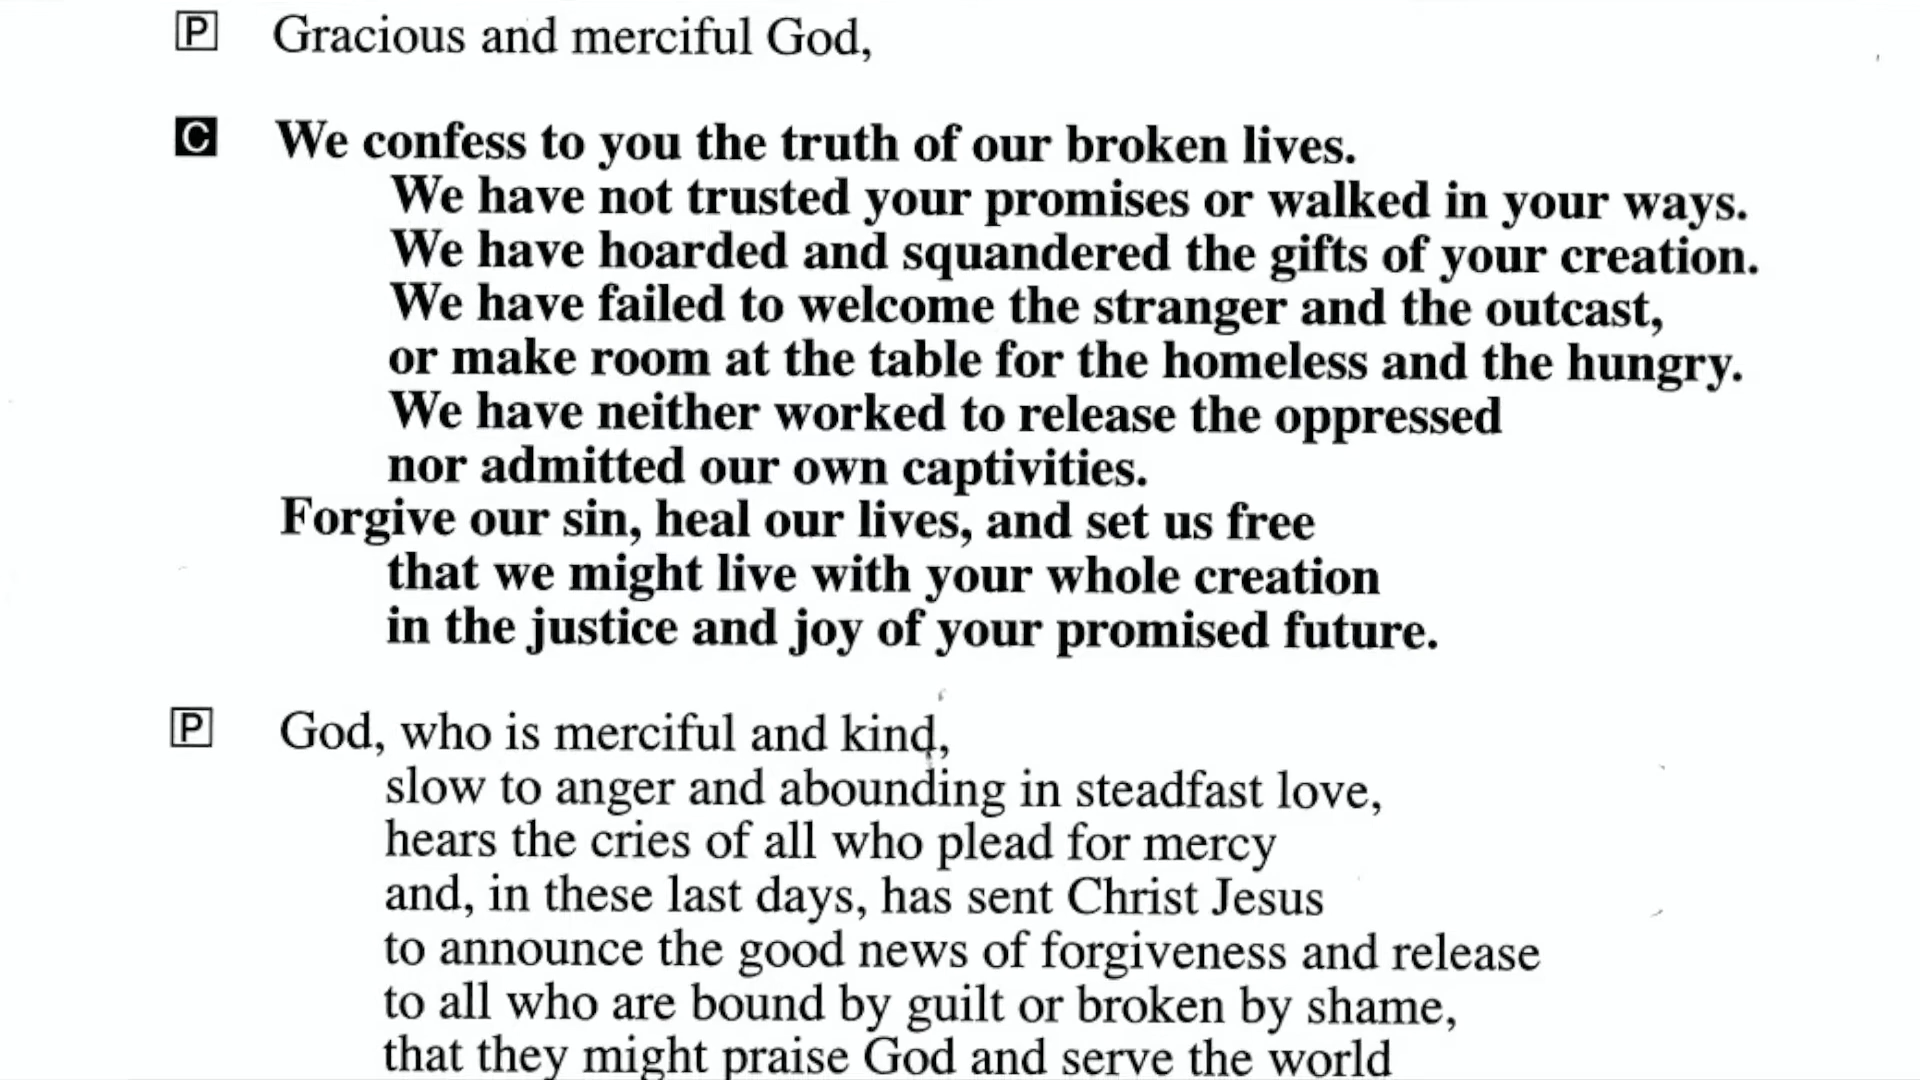 P Gracious and merciful God,
C We confess to you the truth of our broken lives.
We have not trusted your promises or walked in your ways.
We have hoarded and squandered the gifts of your creation.
We have failed to welcome the stranger and the outcast,
or make room at the table for the homeless and the hungry.
We have neither worked to release the oppressed
nor admitted our own captivities.
Forgive our sin, heal our lives, and set us free
that we might live with your whole creation
in the justice and joy of your promised future.
P God, who is merciful and kind,
slow to anger and abounding in steadfast love,
hears the cries of all who plead for mercy
and, in these last days, has sent Christ Jesus
to announce the good news of forgiveness and release
to all who are bound by guilt or broken by shame,
that they might praise God and serve the world